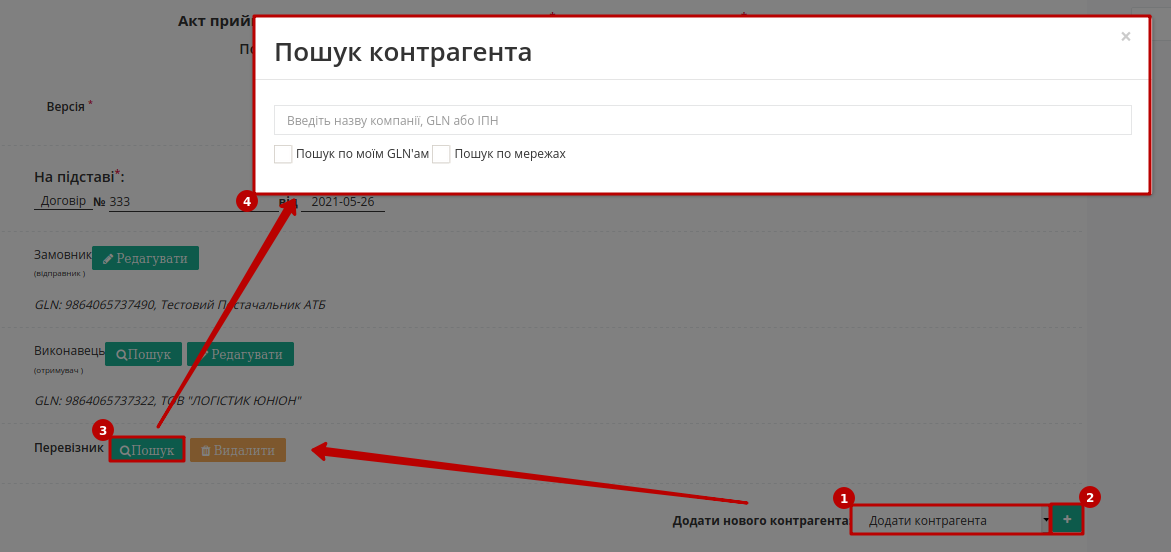 Акт прий
По
Пошук контрагента
×
Введіть назву компанії, GLN або ІПН
Пошук по моїм GLN'ам Пошук по мережах
Версія *
На підставі*:
4
Договір № 333 від 2021-05-26
Замовник Редагувати
(відправник )
GLN: 9864065737490, Тестовий Постачальник АТБ
Виконавець Пошук Редагувати
(отримувач )
GLN: 9864065737322, ТОВ "ЛОГІСТИК ЮНІОН"
3
Перевізник Пошук Видалити
1 2
Додати нового контрагента Додати контрагента +